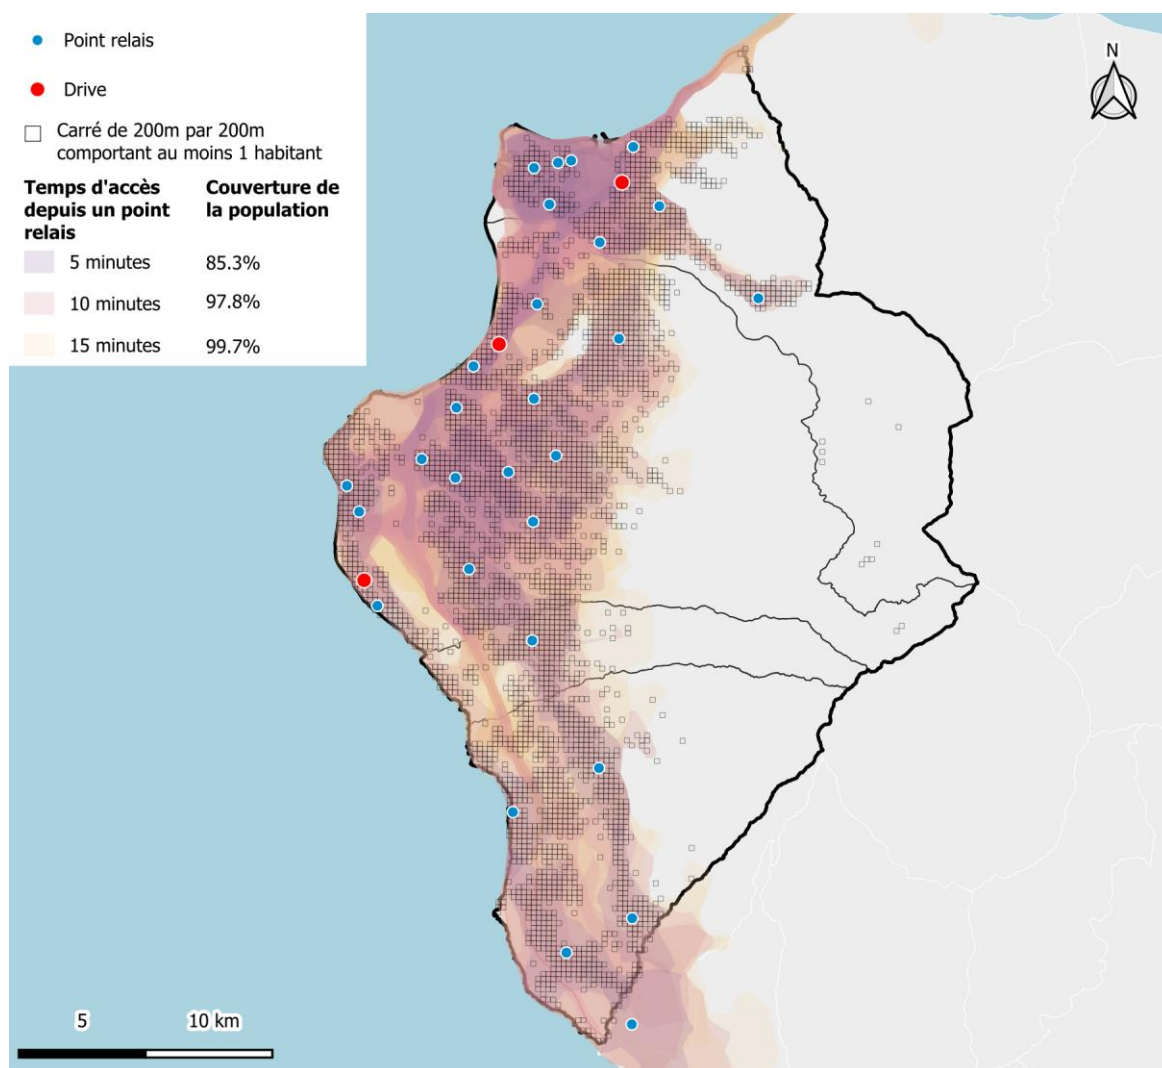 Point relais
Drive
Carré de 200m par 200m
comportant au moins 1 habitant
Temps d'accès
depuis un point
relais
Couverture de
la population
5 minutes 85.3%
10 minutes 97.8%
15 minutes 99.7%
N
5 10 km